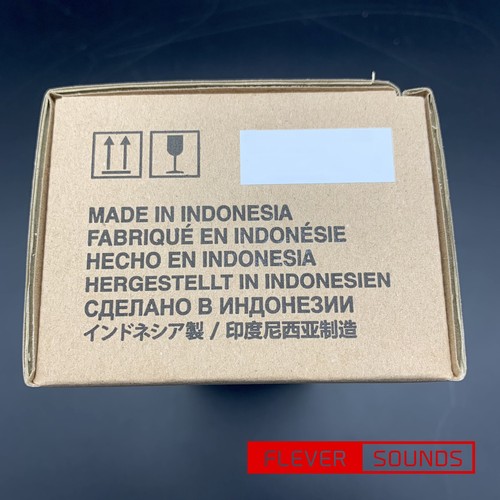 MADE IN INDONESIA
FABRIQUÉ EN INDONÉSIE
HECHO EN INDONESIA
HERGESTELLT IN INDONESIEN
СДЕЛАНО В ИНДОНЕЗИИ
インドネシア製 / 印度尼西亚制造
FLEVER SOUNDS